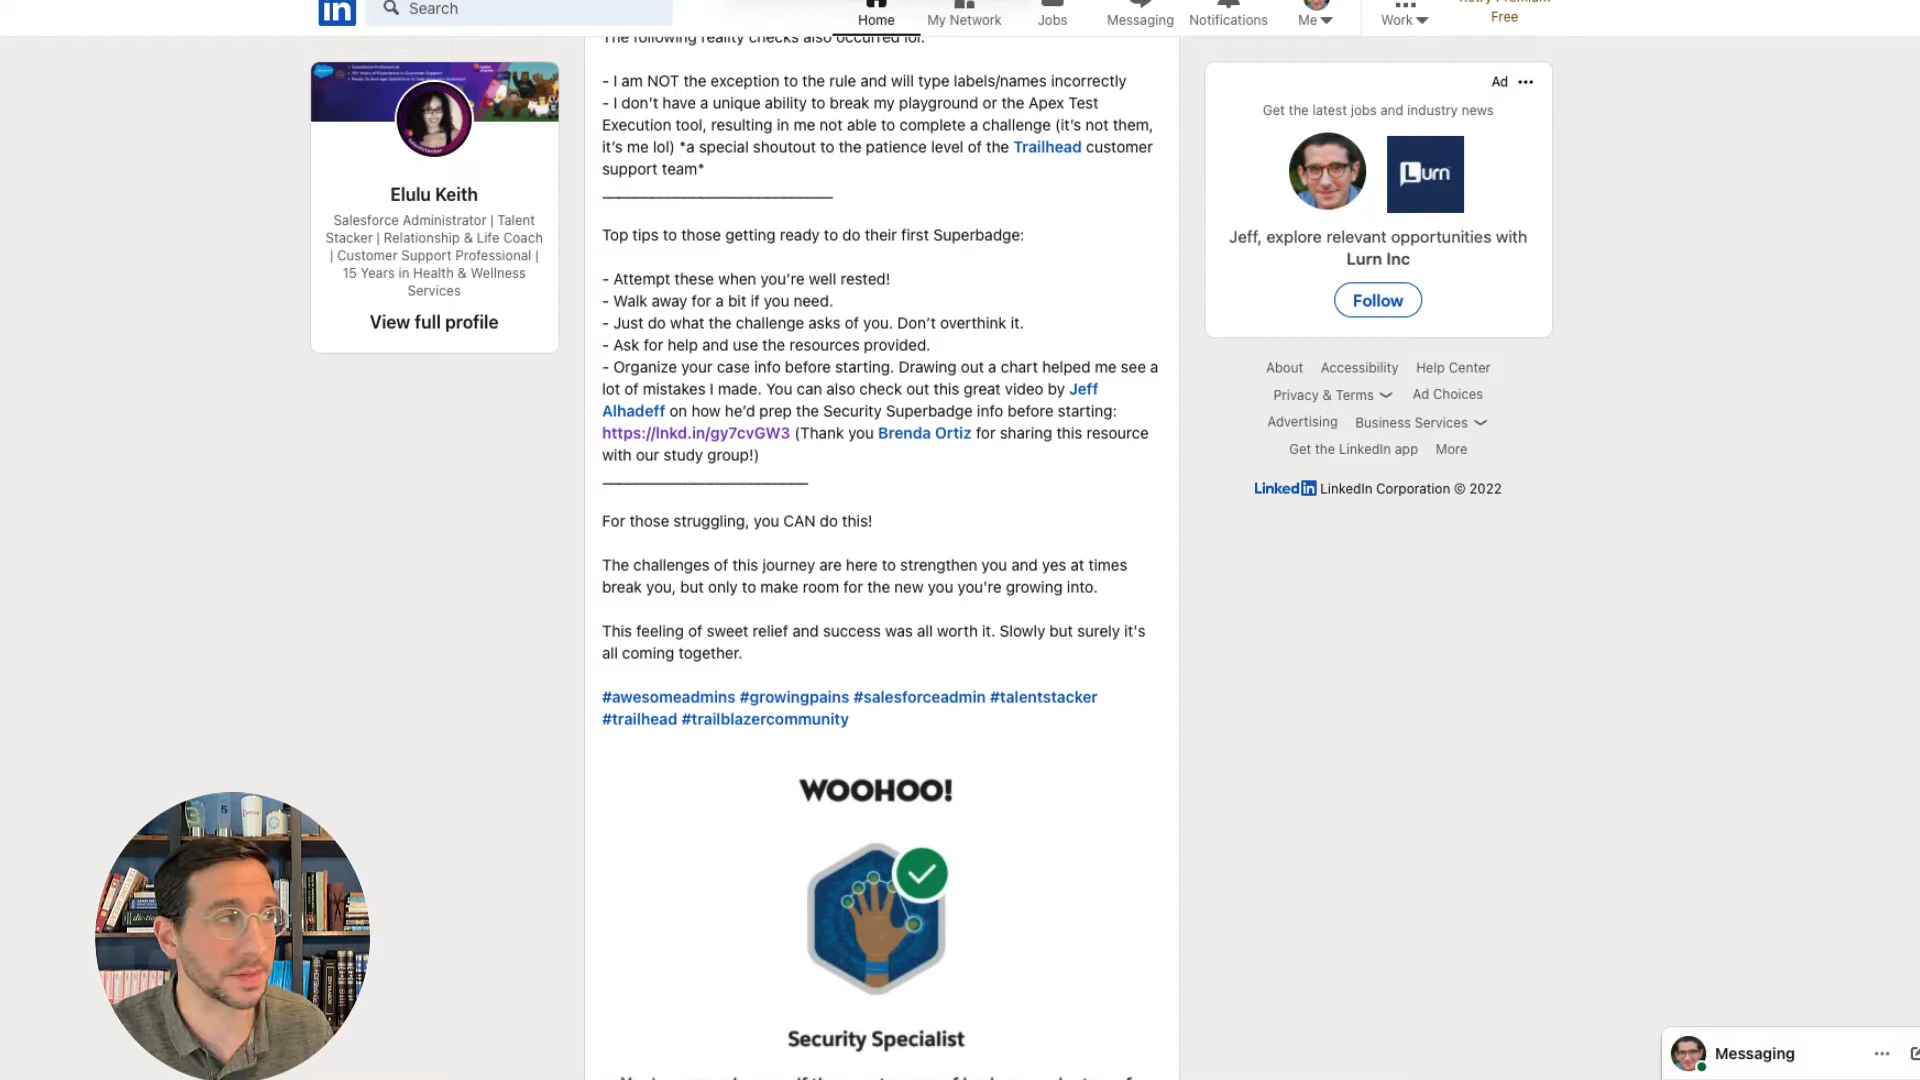 in
Search
Home
My Network
Jobs
Messaging
Notifications
Me
Work
Retry Premium
Free
The following reality checks also occurred lol:
- I am NOT the exception to the rule and will type labels/names incorrectly
- I don’t have a unique ability to break my playground or the Apex Test
Execution tool, resulting in me not able to complete a challenge (it’s not them,
it’s me lol) *a special shoutout to the patience level of the Trailhead customer
support team*
Top tips to those getting ready to do their first Superbadge:
- Attempt these when you’re well rested!
- Walk away for a bit if you need.
- Just do what the challenge asks of you. Don’t overthink it.
- Ask for help and use the resources provided.
- Organize your case info before starting. Drawing out a chart helped me see a
lot of mistakes I made. You can also check out this great video by Jeff
Alhadeff on how he’d prep the Security Superbadge info before starting:
https://lnkd.in/gy7cvGW3 (Thank you Brenda Ortiz for sharing this resource
with our study group!)
For those struggling, you CAN do this!
The challenges of this journey are here to strengthen you and yes at times
break you, but only to make room for the new you you're growing into.
This feeling of sweet relief and success was all worth it. Slowly but surely it's
all coming together.
#awesomeadmins #growingpains #salesforceadmin #talentstacker
#trailhead #trailblazercommunity
WOOHOO!
Security Specialist
Elulu Keith
Salesforce Administrator | Talent
Stacker | Relationship & Life Coach
| Customer Support Professional |
15 Years in Health & Wellness
Services
View full profile
Ad
Get the latest jobs and industry news
Lurn
Jeff, explore relevant opportunities with
Lurn Inc
Follow
About
Accessibility
Help Center
Privacy & Terms
Ad Choices
Advertising
Business Services
Get the LinkedIn app
More
LinkedIn LinkedIn Corporation © 2022
Messaging